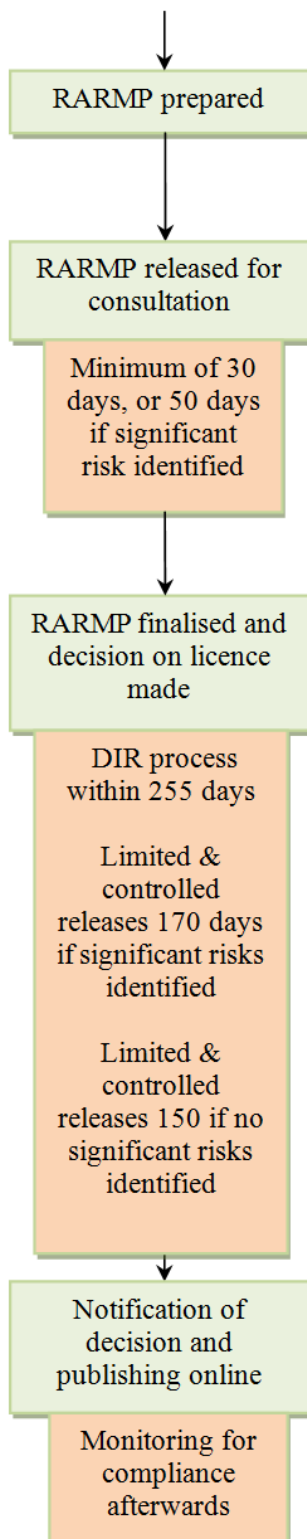 RARMP prepared
RARMP released for
consultation
Minimum of 30
days, or 50 days
if significant
risk identified
RARMP finalised and
decision on licence
made
DIR process
within 255 days
Limited &
controlled
releases 170 days
if significant risks
identified
Limited &
controlled
releases 150 if no
significant risks
identified
Notification of
decision and
publishing online
Monitoring for
compliance
afterwards